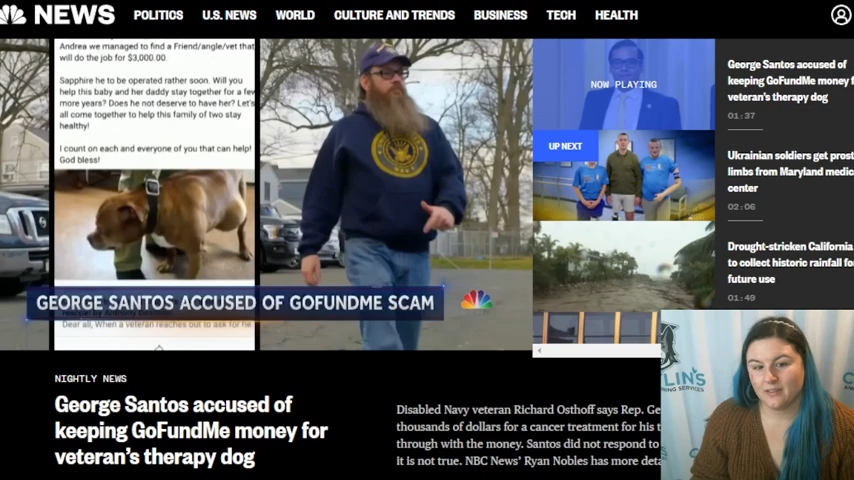 NEWS
POLITICS U.S. NEWS WORLD CULTURE AND TRENDS BUSINESS TECH HEALTH
Andrea we managed to find a Friend/angle/vet that
will do the job for $3,000.00
Sapphire he to be operated rather soon. Will you
help this baby and her daddy stay together for a few
more years? Does he not deserve to have her? Let's
all come together to help this family of two stay
healthy!
I count on each and everyone of you that can help!
God bless!
GEORGE SANTOS ACCUSED OF GOFUNDME SCAM
Dear all, When a veteran reaches out to ask for
NOW PLAYING
UP NEXT
George Santos accused of
keeping GoFundMe money f
veteran's therapy dog
01:37
Ukrainian soldiers get prost
limbs from Maryland medic
center
02:06
Drought-stricken California
to collect historic rainfall fo
future use
01:49
NIGHTLY NEWS
George Santos accused of
keeping GoFundMe money for
veteran's therapy dog
Disabled Navy veteran Richard Osthoff says Rep. Ge
thousands of dollars for a cancer treatment for his t
through with the money. Santos did not respond to
it is not true. NBC News' Ryan Nobles has more deta